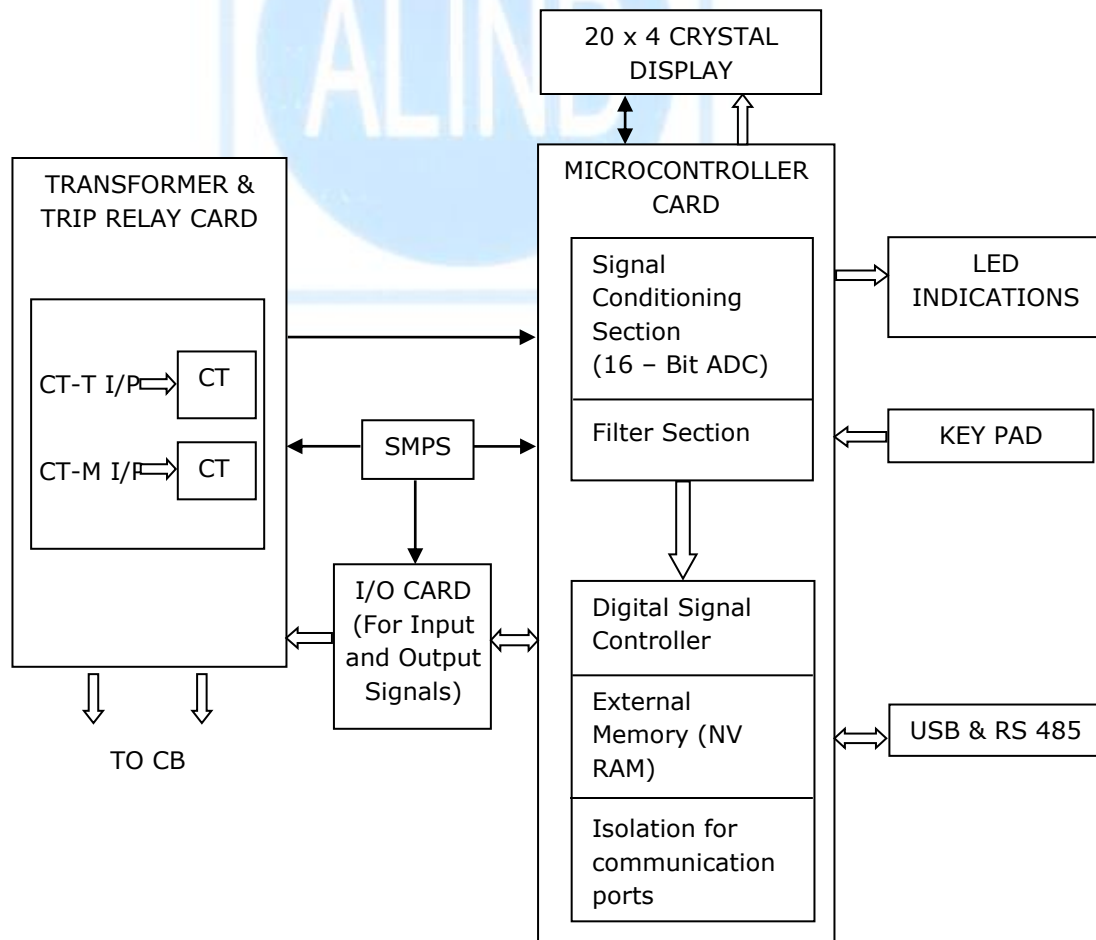 ALIND
20 x 4 CRYSTAL
DISPLAY
TRANSFORMER &
TRIP RELAY CARD
CT-T I/P
CT
CT-M I/P
CT
TO CB
SMPS
I/O CARD
(For Input
and Output
Signals)
MICROCONTROLLER
CARD
Signal
Conditioning
Section
(16 – Bit ADC)
Filter Section
Digital Signal
Controller
External
Memory (NV
RAM)
Isolation for
communication
ports
LED
INDICATIONS
KEY PAD
USB & RS 485